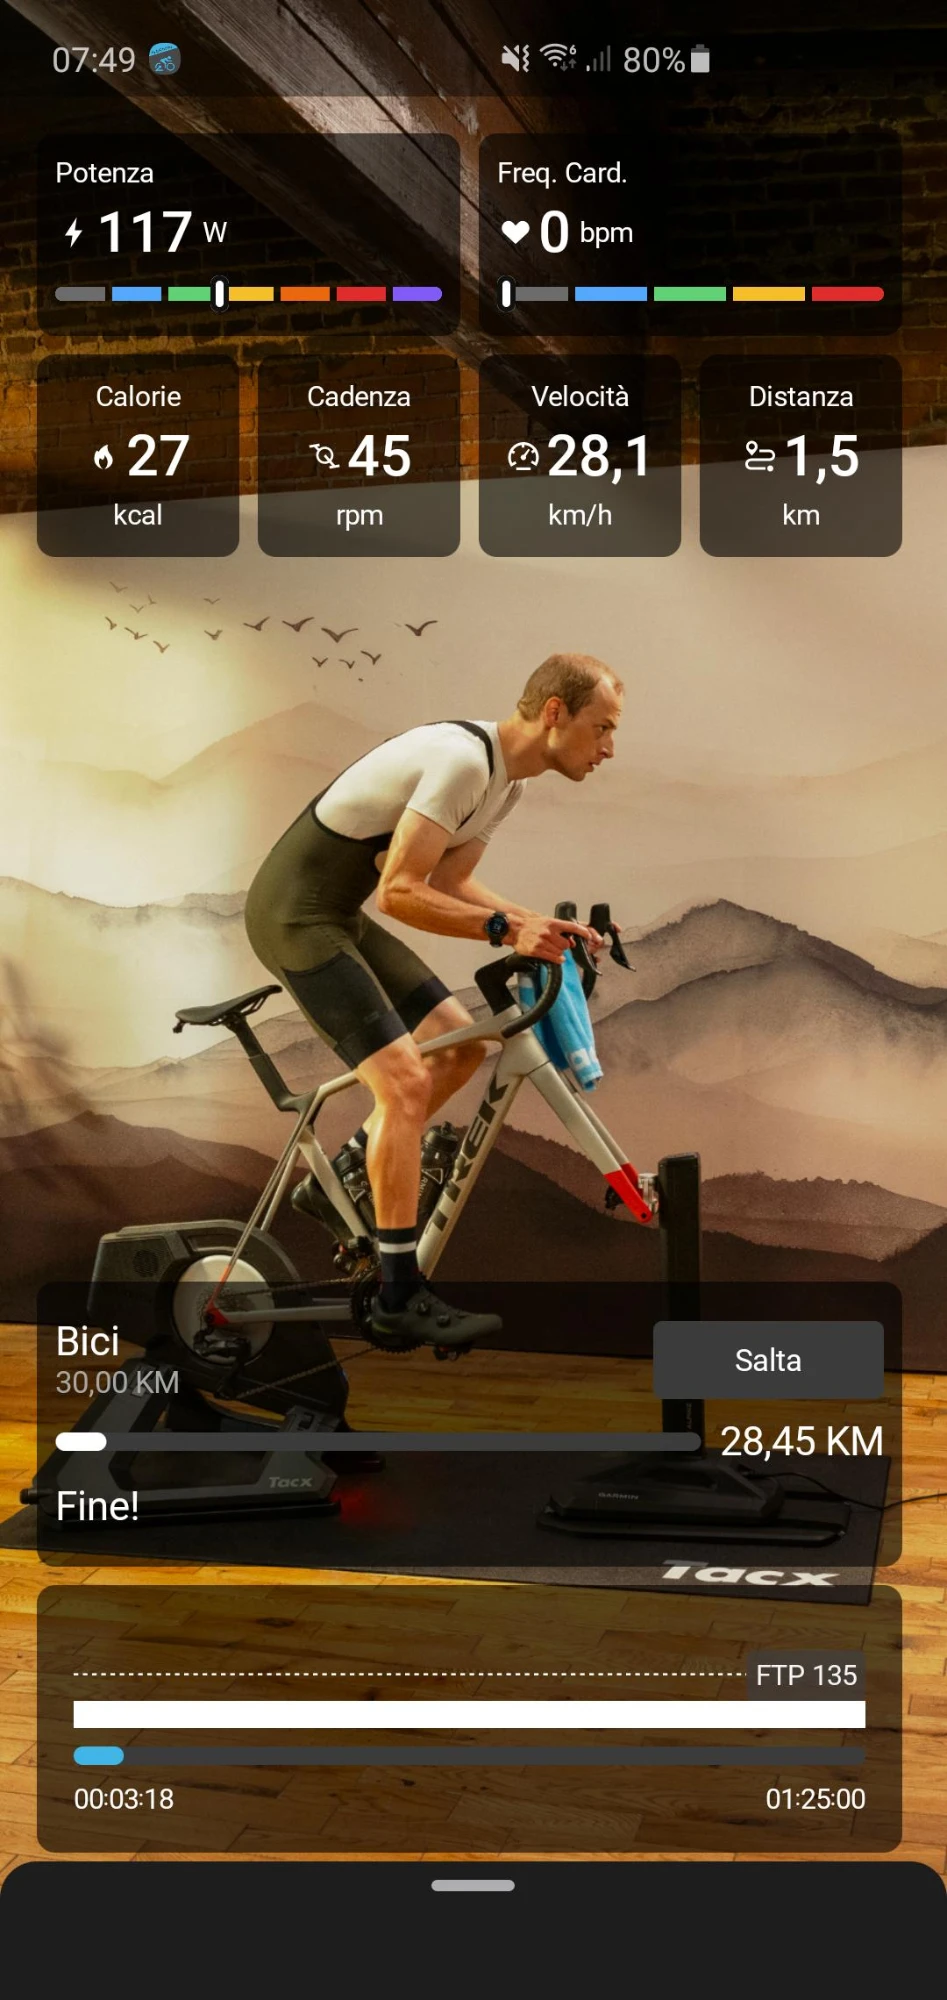 07:49
80%
Potenza
117 W
Freq. Card.
0 bpm
Calorie
27
kcal
Cadenza
45
rpm
Velocità
28,1
km/h
Distanza
1,5
km
TREK
Bici
30,00 KM
Salta
28,45 KM
Fine!
Tacx
GARMIN
Tacx
FTP 135
00:03:18
01:25:00